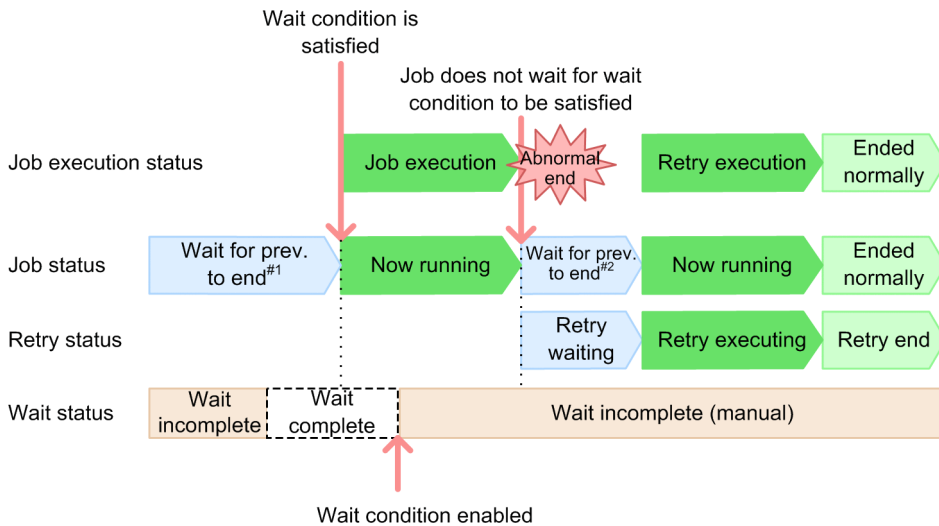 Wait condition is
satisfied
Job does not wait for wait
condition to be satisfied
Job execution status
Job execution
Abnormal
end
Retry execution
Ended
normally
Job status
Wait for prev.
to end#1
Now running
Wait for prev.
to end#2
Now running
Ended
normally
Retry status
Retry
waiting
Retry executing
Retry end
Wait status
Wait
incomplete
Wait
complete
Wait incomplete (manual)
Wait condition enabled